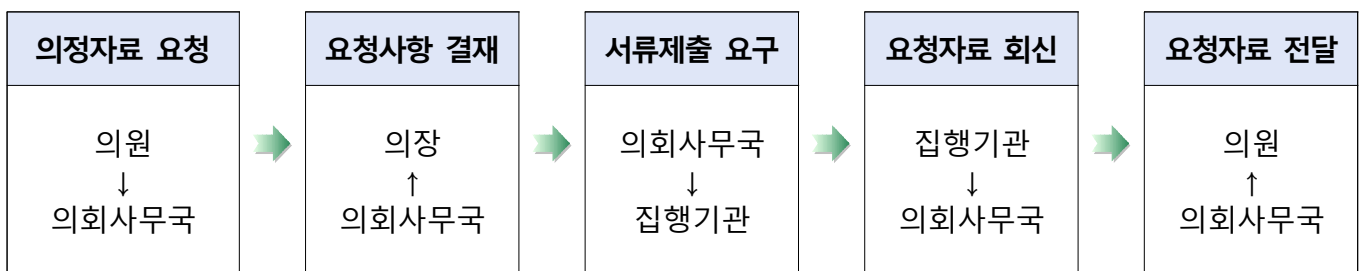 의정자료 요청
의원
↓
의회사무국
요청사항 결재
의장
↑
의회사무국
서류제출 요구
의회사무국
↓
집행기관
요청자료 회신
집행기관
↓
의회사무국
요청자료 전달
의원
↑
의회사무국